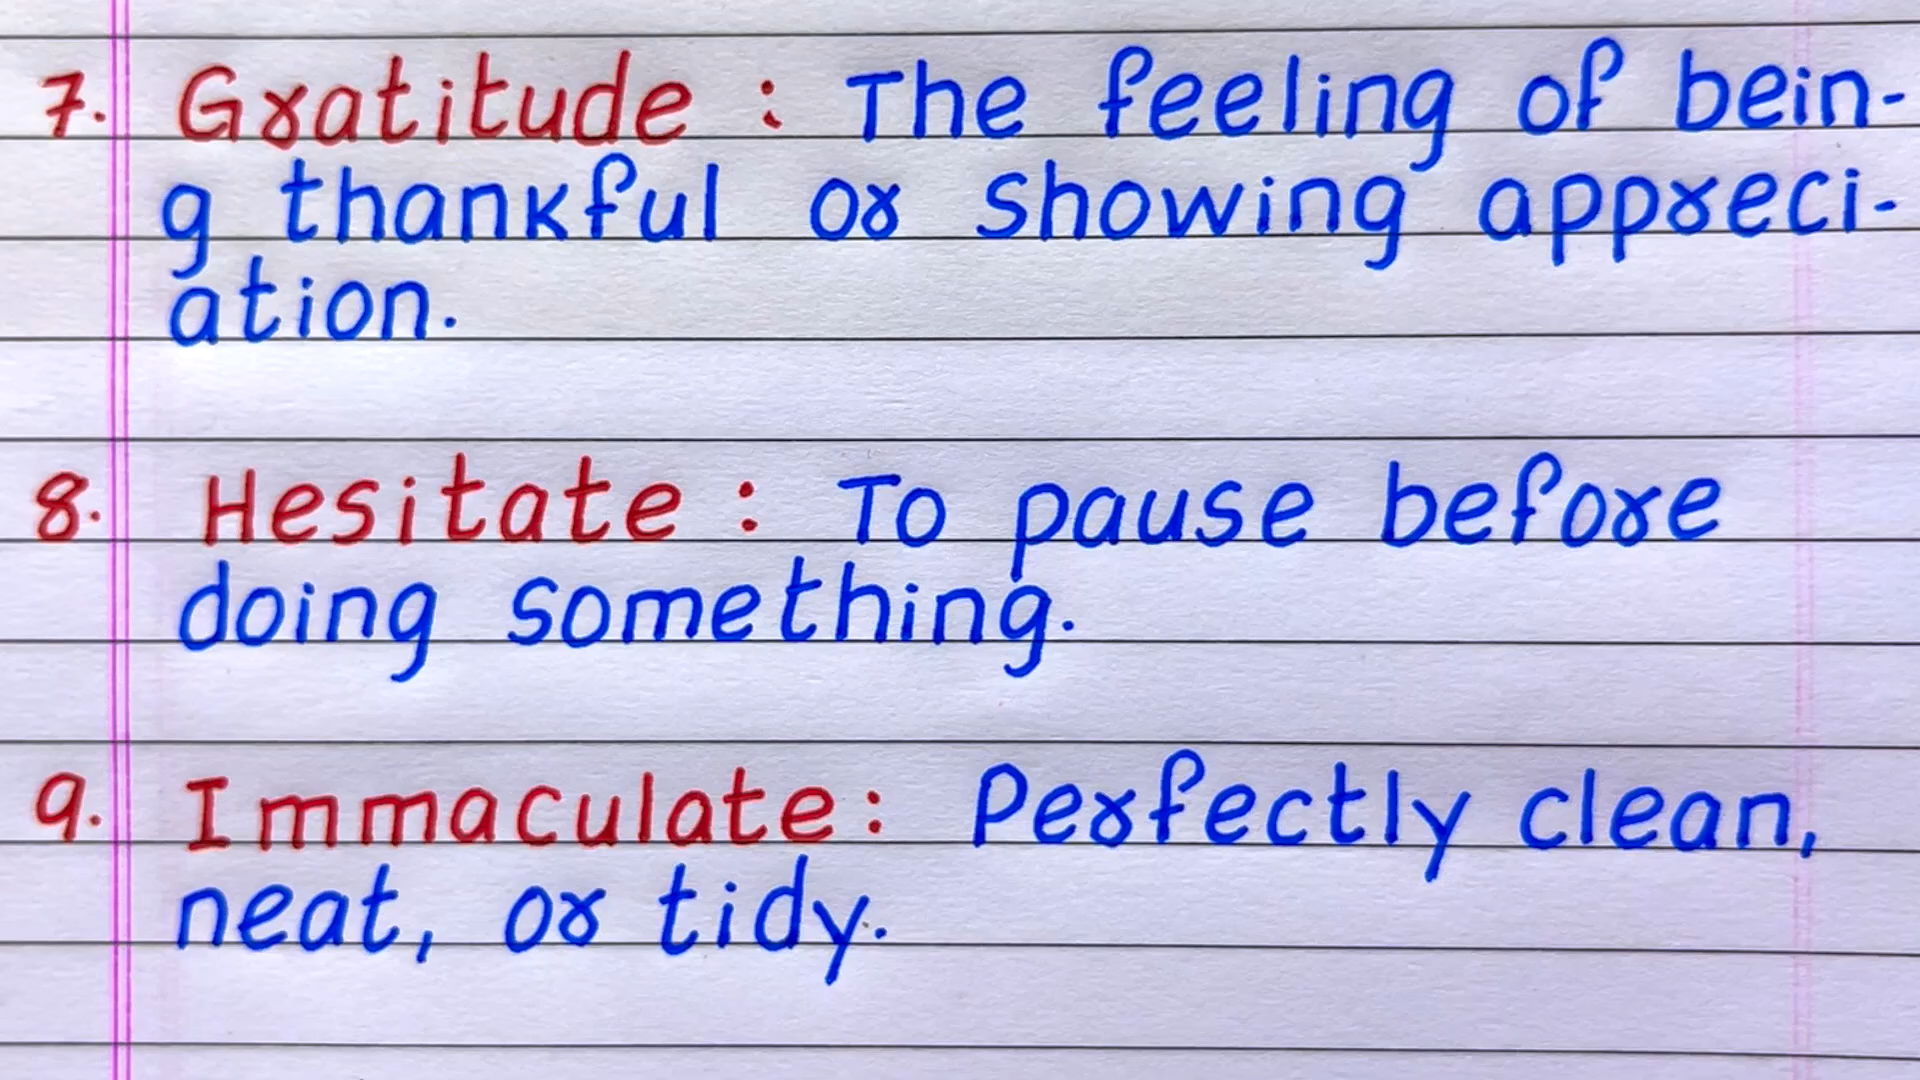 7. Gratitude : The feeling of bein-
g thankful or showing appreci-
ation.
8. Hesitate : To pause before
doing something.
9. Immaculate: Perfectly clean,
neat, or tidy.